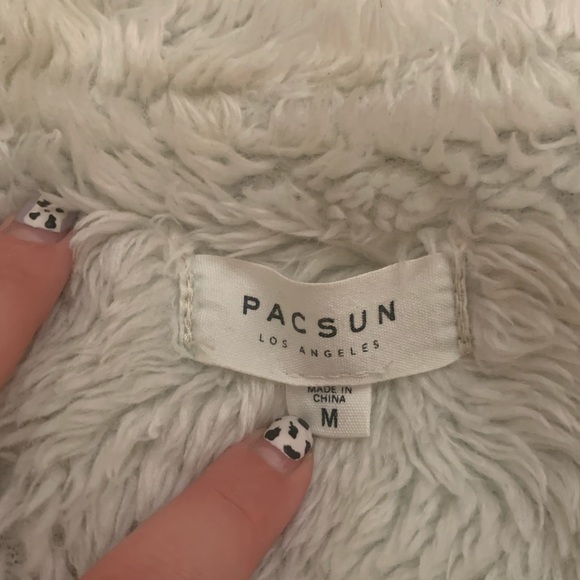 PACSUN
LOS ANGELES
MADE IN
CHINA
M